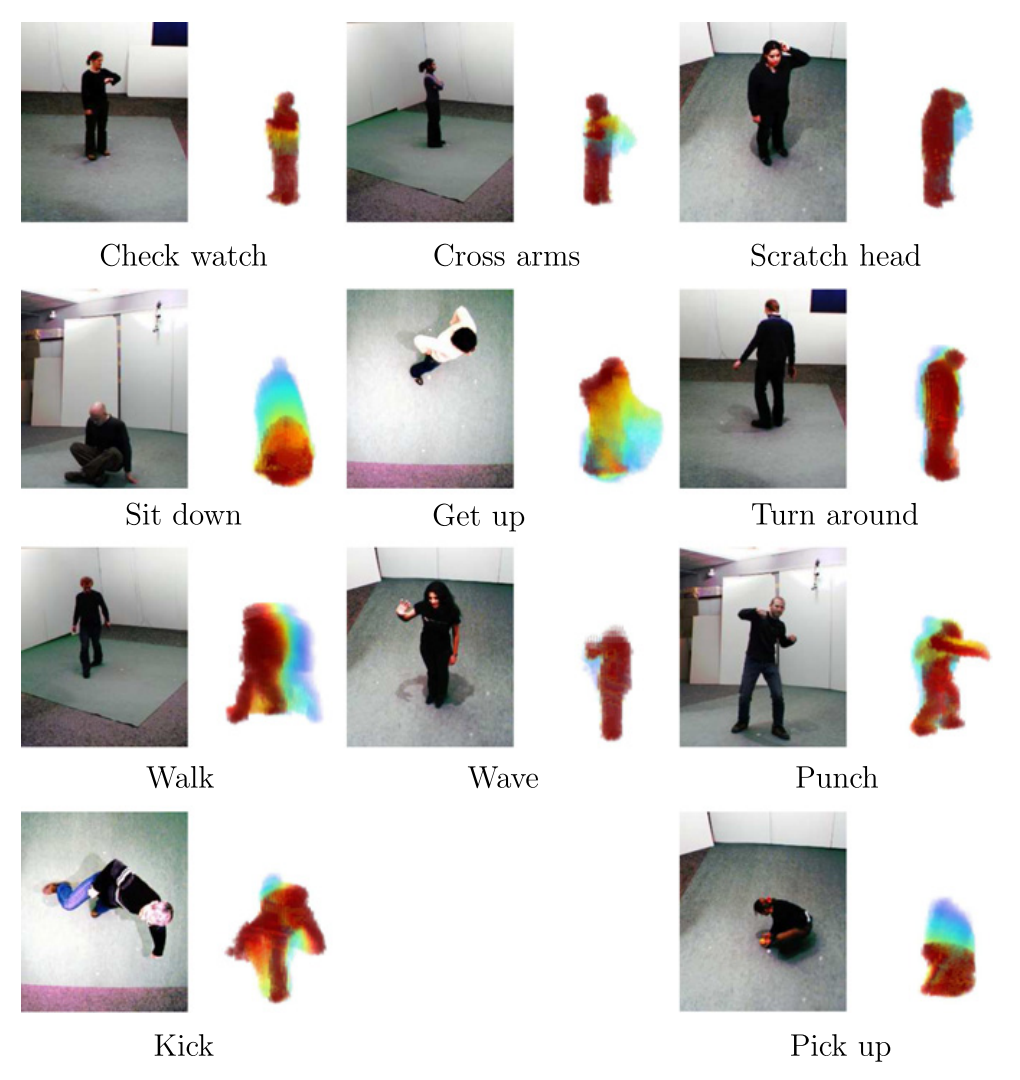 Check watch
Cross arms
Scratch head
Sit down
Get up
Turn around
Walk
Wave
Punch
Kick
Pick up